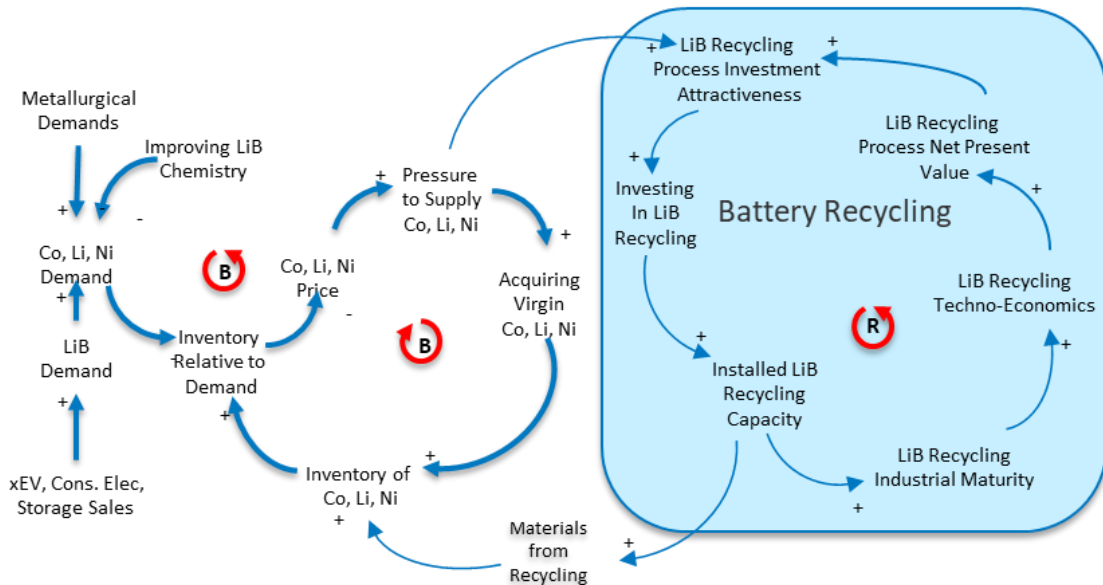 Metallurgical
Demands
+
Improving LiB
Chemistry
-
-
Co, Li, Ni
Demand
+
LiB
Demand
+
xEV, Cons. Elec,
Storage Sales
B
Inventory
Relative to
Demand
-
+
Co, Li, Ni
Price
-
B
+
Pressure
to Supply
Co, Li, Ni
+
Acquiring
Virgin
Co, Li, Ni
+
Inventory of
Co, Li, Ni
+
Materials
from
Recycling
+
+
LiB Recycling
Process Investment
Attractiveness
+
+
Investing
In LiB
Recycling
Battery Recycling
LiB Recycling
Process Net Present
Value
+
LiB Recycling
Techno-Economics
+
R
+
Installed LiB
Recycling
Capacity
LiB Recycling
Industrial Maturity
+